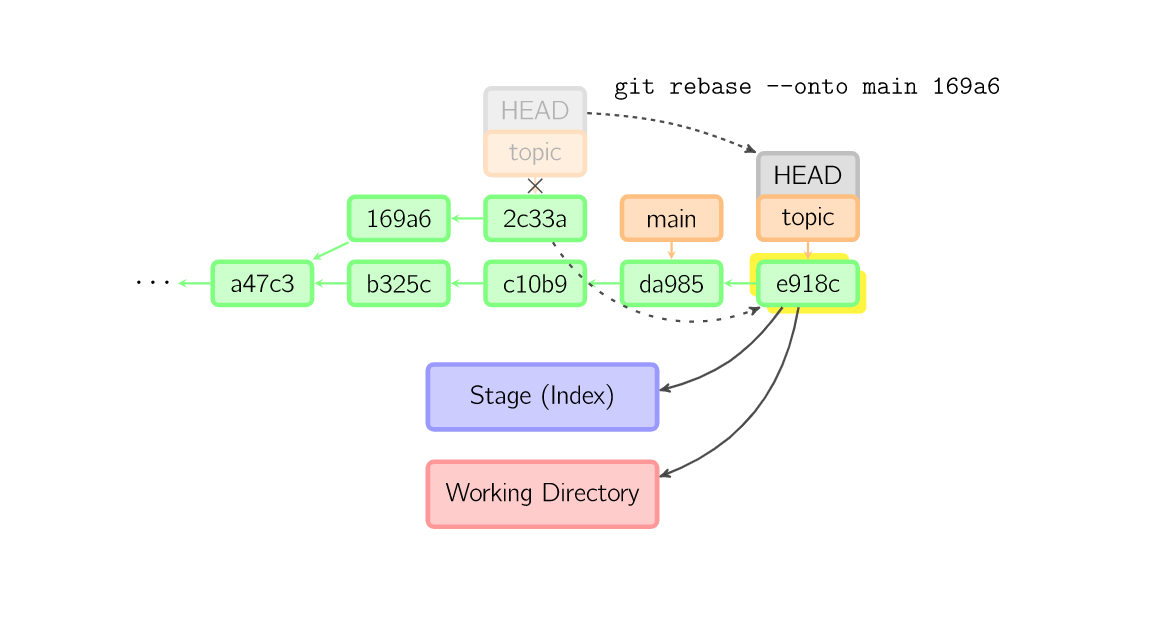 git rebase --onto main 169a6
HEAD
topic
HEAD
topic
169a6
2c33a
main
...
a47c3
b325c
c10b9
da985
e918c
Stage (Index)
Working Directory